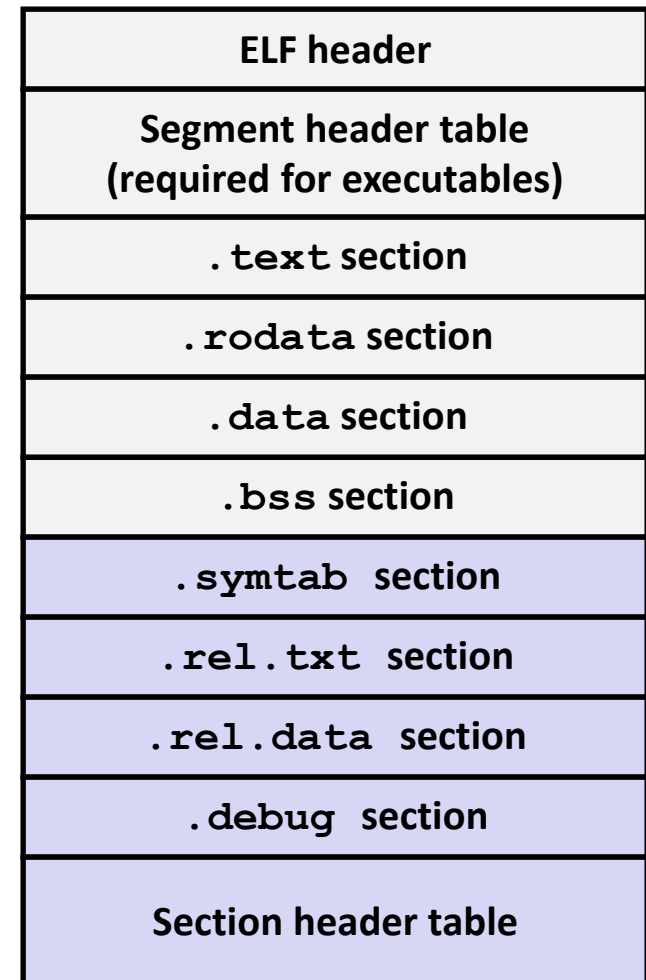 ELF header
Segment header table
(required for executables)
.text section
.rodata section
.data section
.bss section
.symtab section
.rel.txt section
.rel.data section
.debug section
Section header table